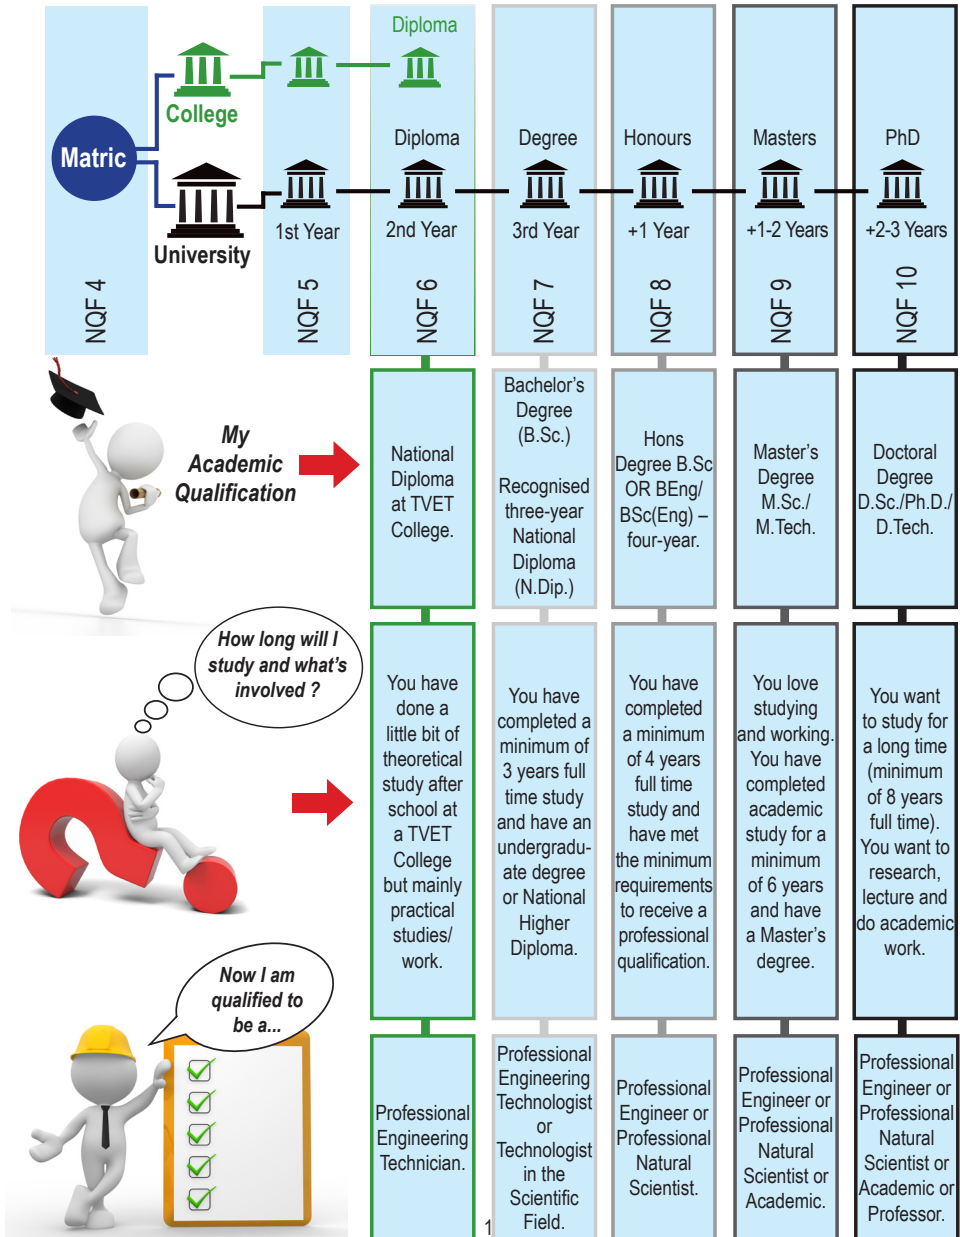 Diploma
College
Matric
Diploma
Degree
Honours
Masters
PhD
University
1st Year
2nd Year
3rd Year
+1 Year
+1-2 Years
+2-3 Years
NQF 4
NQF 5
NQF 6
NQF 7
NQF 8
NQF 9
NQF 10
My
Academic
Qualification
National
Diploma
at TVET
College.
Bachelor's
Degree
(B.Sc.)
Recognised
three-year
National
Diploma
(N.Dip.)
Hons
Degree B.Sc
OR BEng/
BSc(Eng) –
four-year.
Master's
Degree
M.Sc./
M.Tech.
Doctoral
Degree
D.Sc./Ph.D./
D.Tech.
How long will I
study and what's
involved ?
You have
done a
little bit of
theoretical
study after
school at
a TVET
College
but mainly
practical
studies/
work.
You have
completed a
minimum of
3 years full
time study
and have an
undergradu-
ate degree
or National
Higher
Diploma.
You have
completed
a minimum
of 4 years
full time
study and
have met
the minimum
requirements
to receive a
professional
qualification.
You love
studying
and working.
You have
completed
academic
study for a
minimum
of 6 years
and have
a Master's
degree.
You want
to study for
a long time
(minimum
of 8 years
full time).
You want to
research,
lecture and
do academic
work.
Now I am
qualified to
be a...
Professional
Engineering
Technician.
Professional
Engineering
Technologist
or
Technologist
in the
Scientific
Field.
Professional
Engineer or
Professional
Natural
Scientist.
Professional
Engineer or
Professional
Natural
Scientist or
Academic.
Professional
Engineer or
Professional
Natural
Scientist or
Academic or
Professor.
1